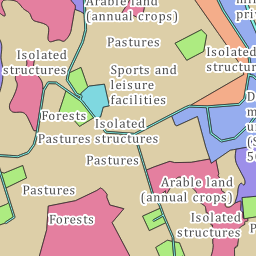 Arable land
(annual crops)
Pastures
Isolated
structures
Isolated
Sports and
leisure
facilities
Forests
Isolated
structures
Pastures
Pastures
Arable land
(annual crops)
Pastures
Forests
Isolated
structures